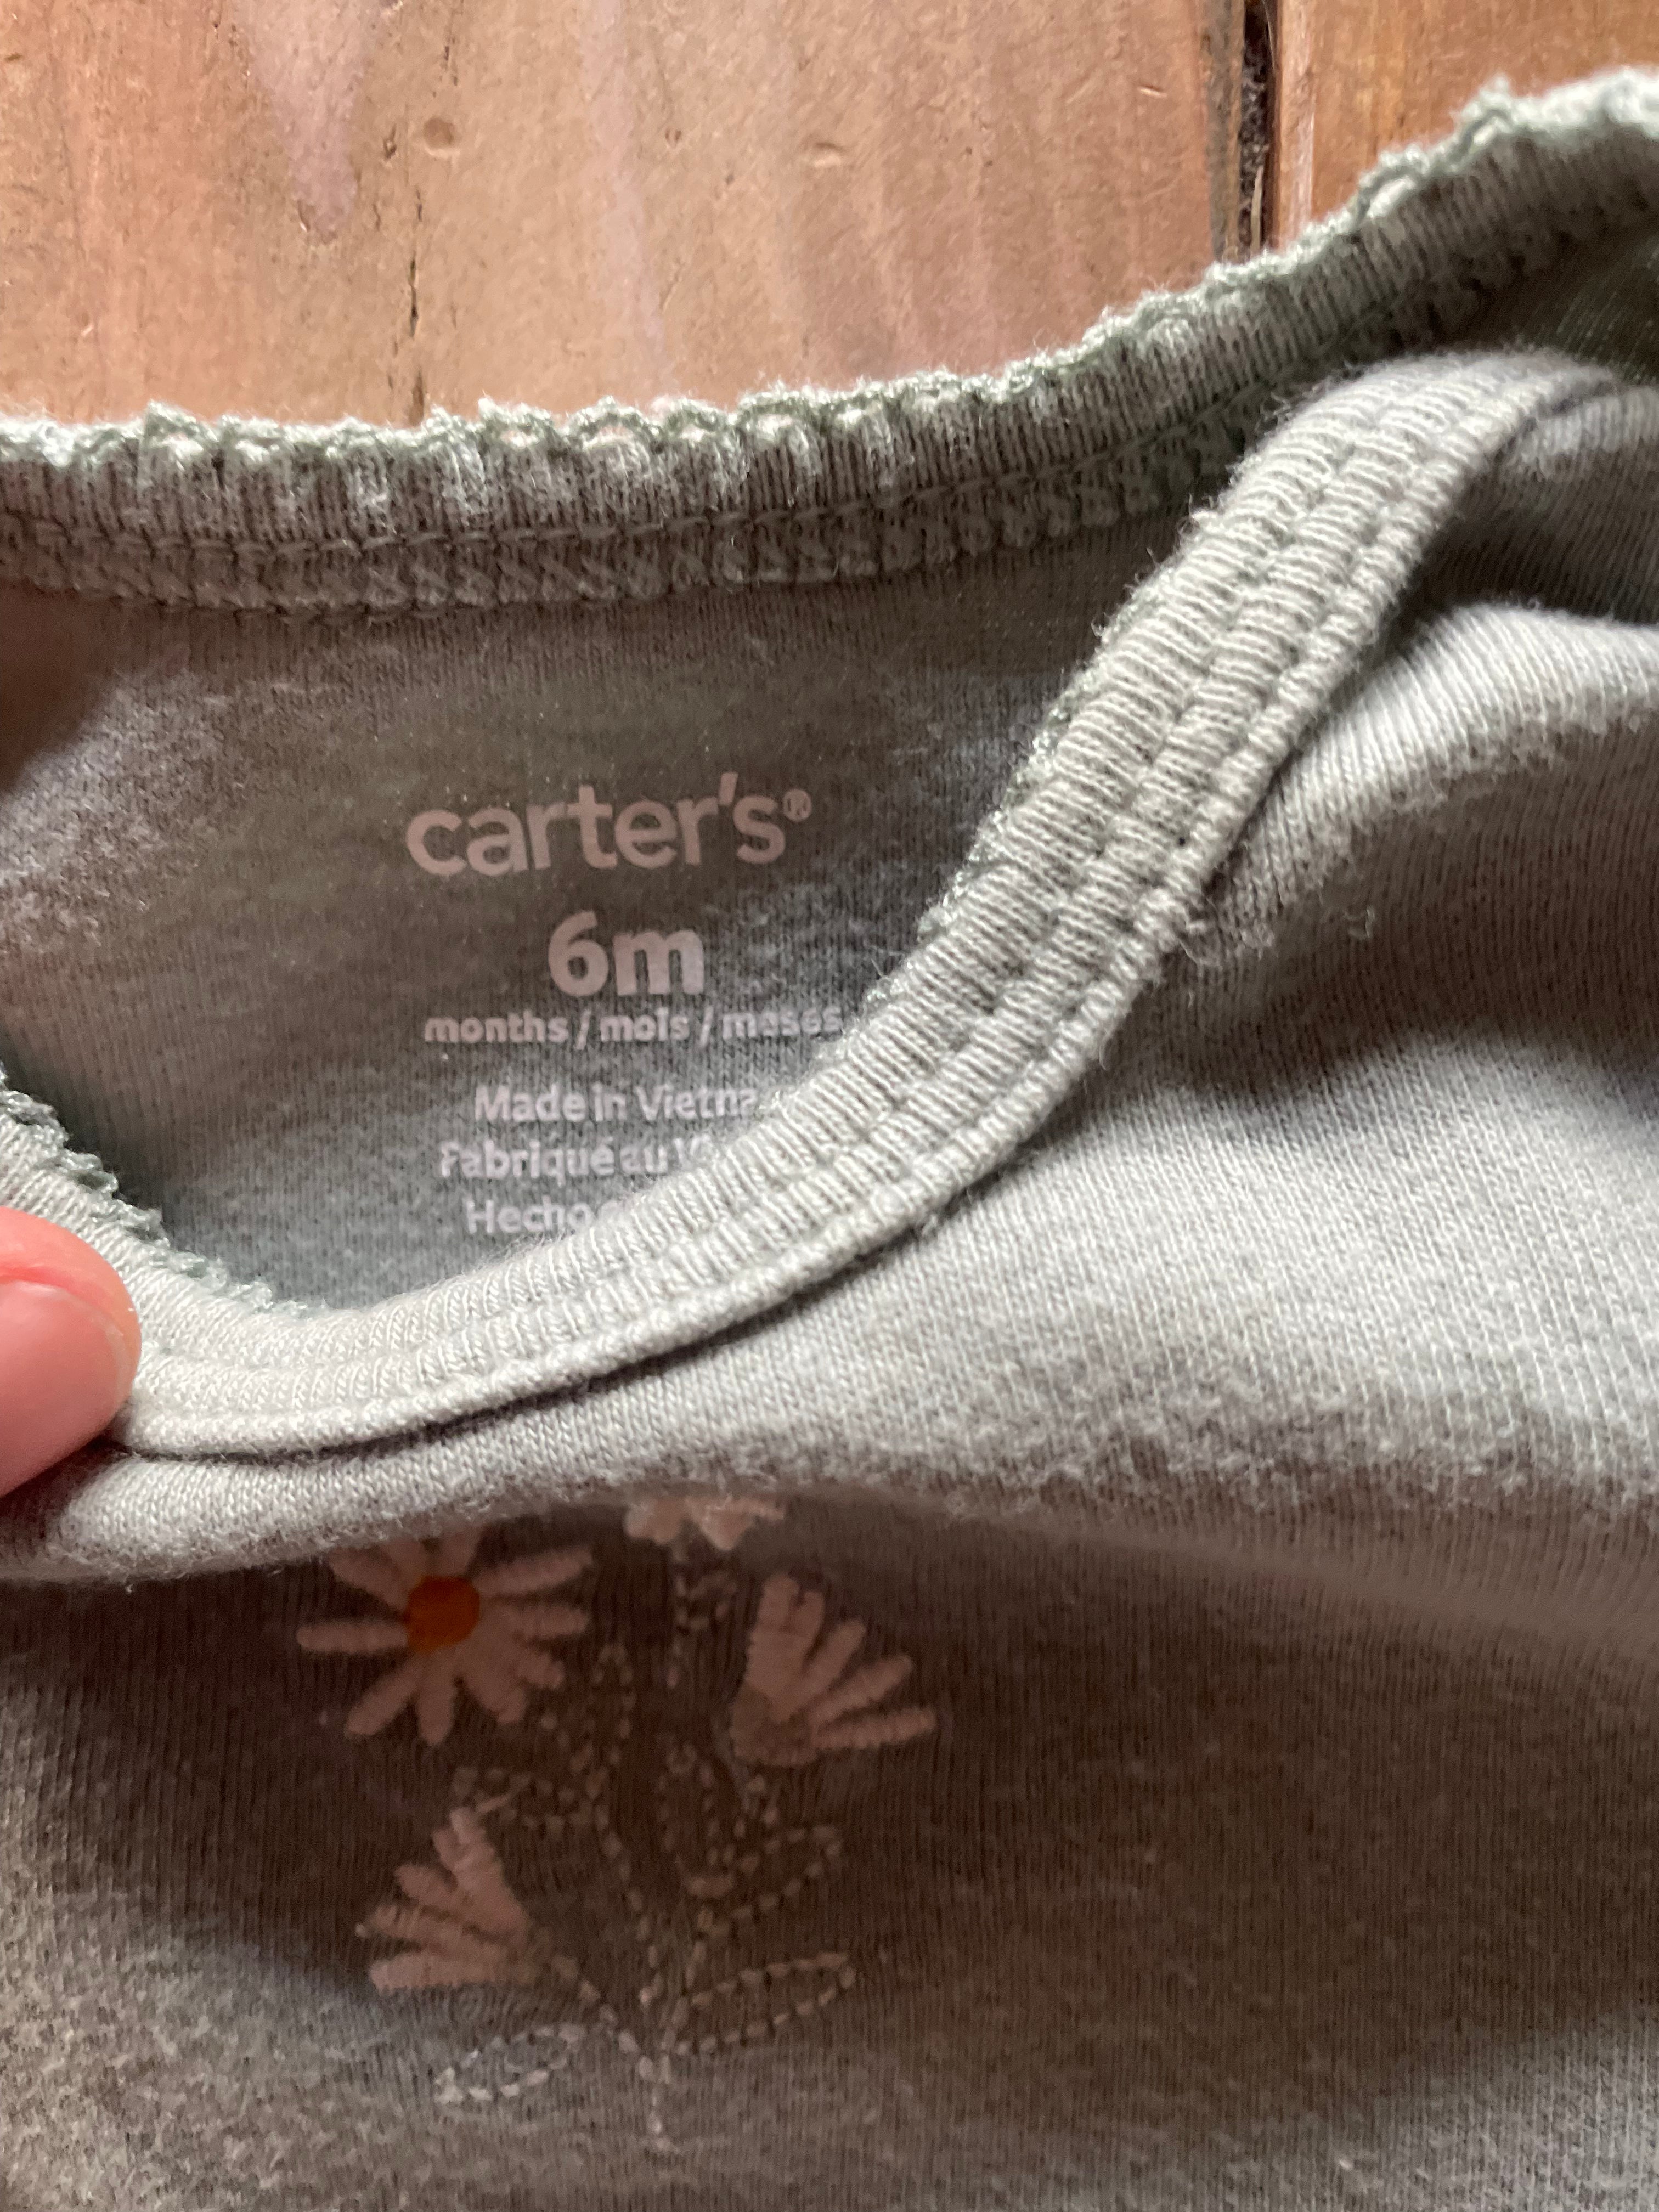 carter's®
6m
months / mois / meses
Made in Vietna
Fabriqué au V
Hecho